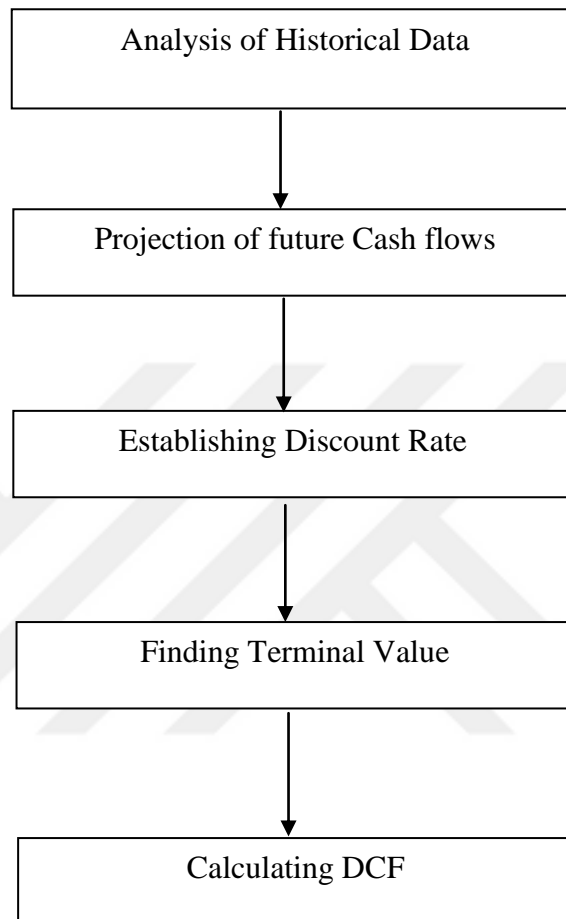 Analysis of Historical Data
Projection of future Cash flows
Establishing Discount Rate
Finding Terminal Value
Calculating DCF